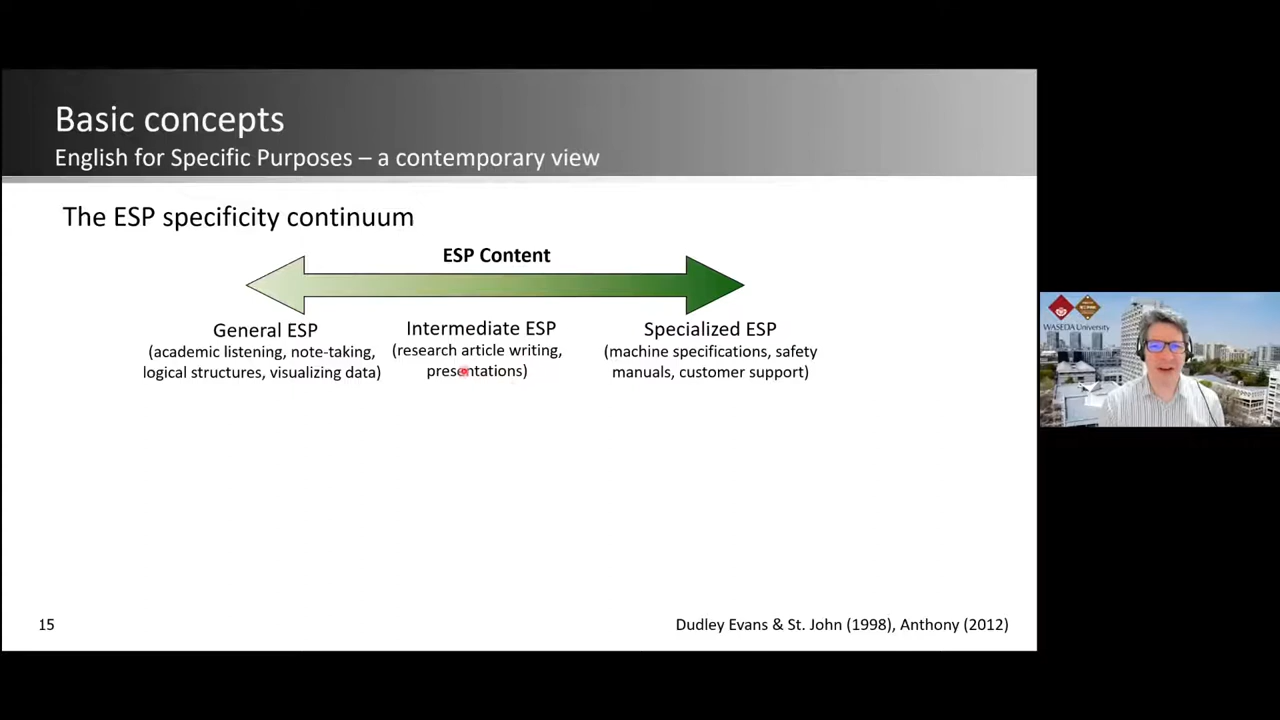 Basic concepts
English for Specific Purposes – a contemporary view
The ESP specificity continuum
ESP Content
General ESP
(academic listening, note-taking,
logical structures, visualizing data)
Intermediate ESP
(research article writing,
presentations)
Specialized ESP
(machine specifications, safety
manuals, customer support)
WASEDA University
15
Dudley Evans & St. John (1998), Anthony (2012)